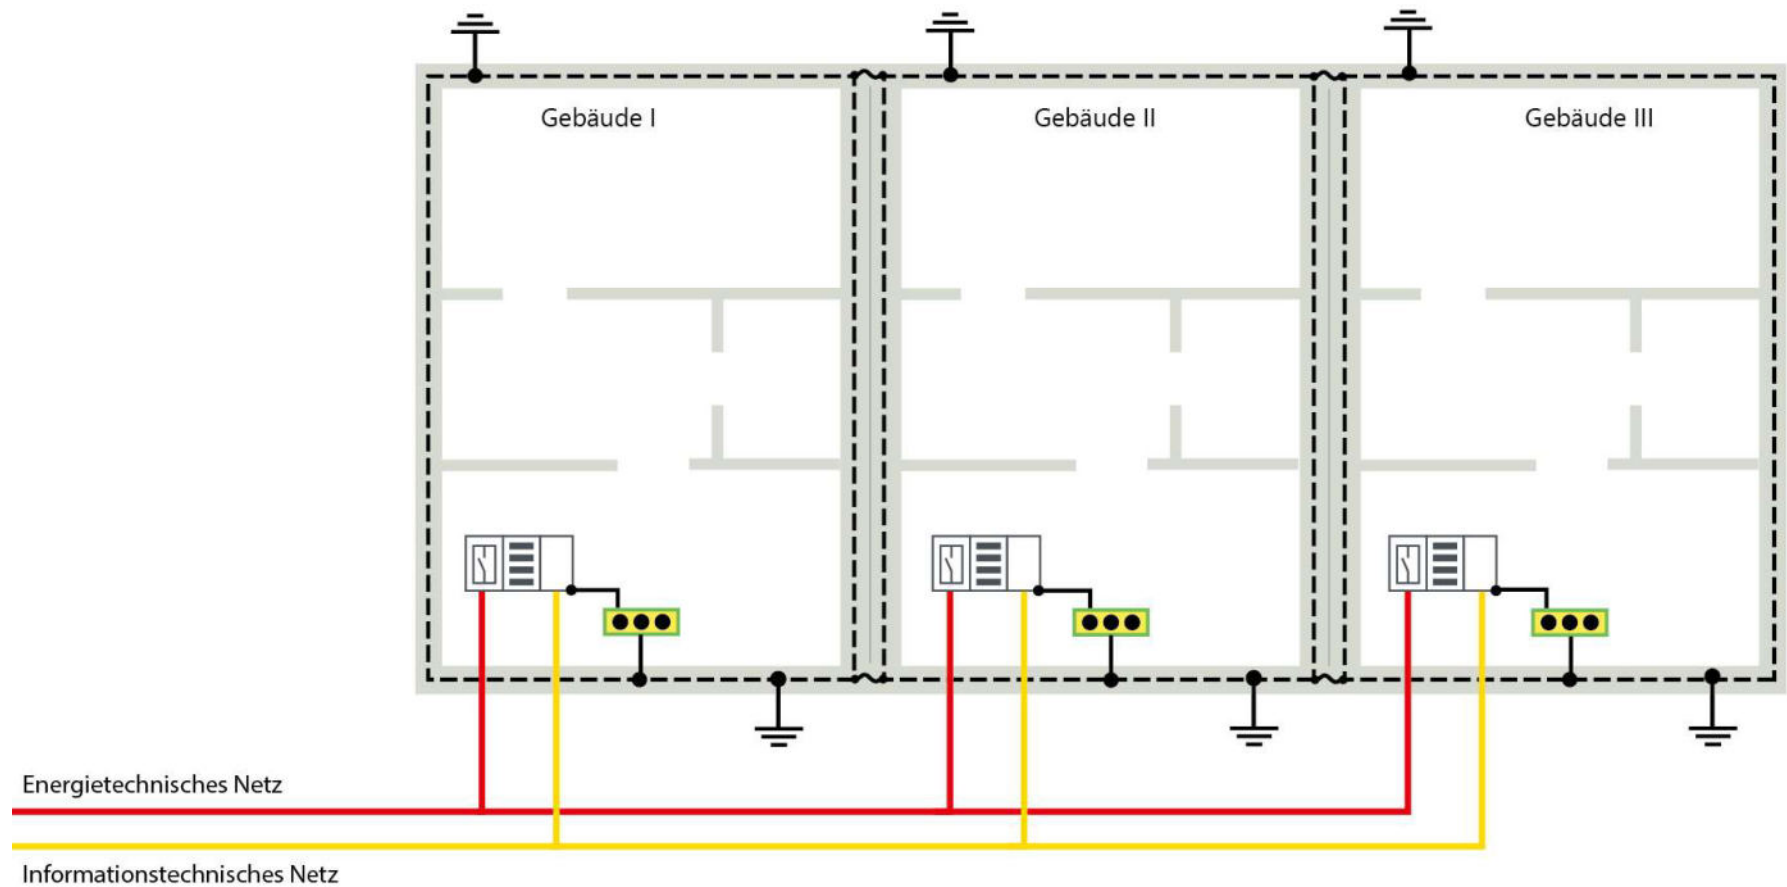 Gebäude I
Gebäude II
Gebäude III
Energietechnisches Netz
Informationstechnisches Netz